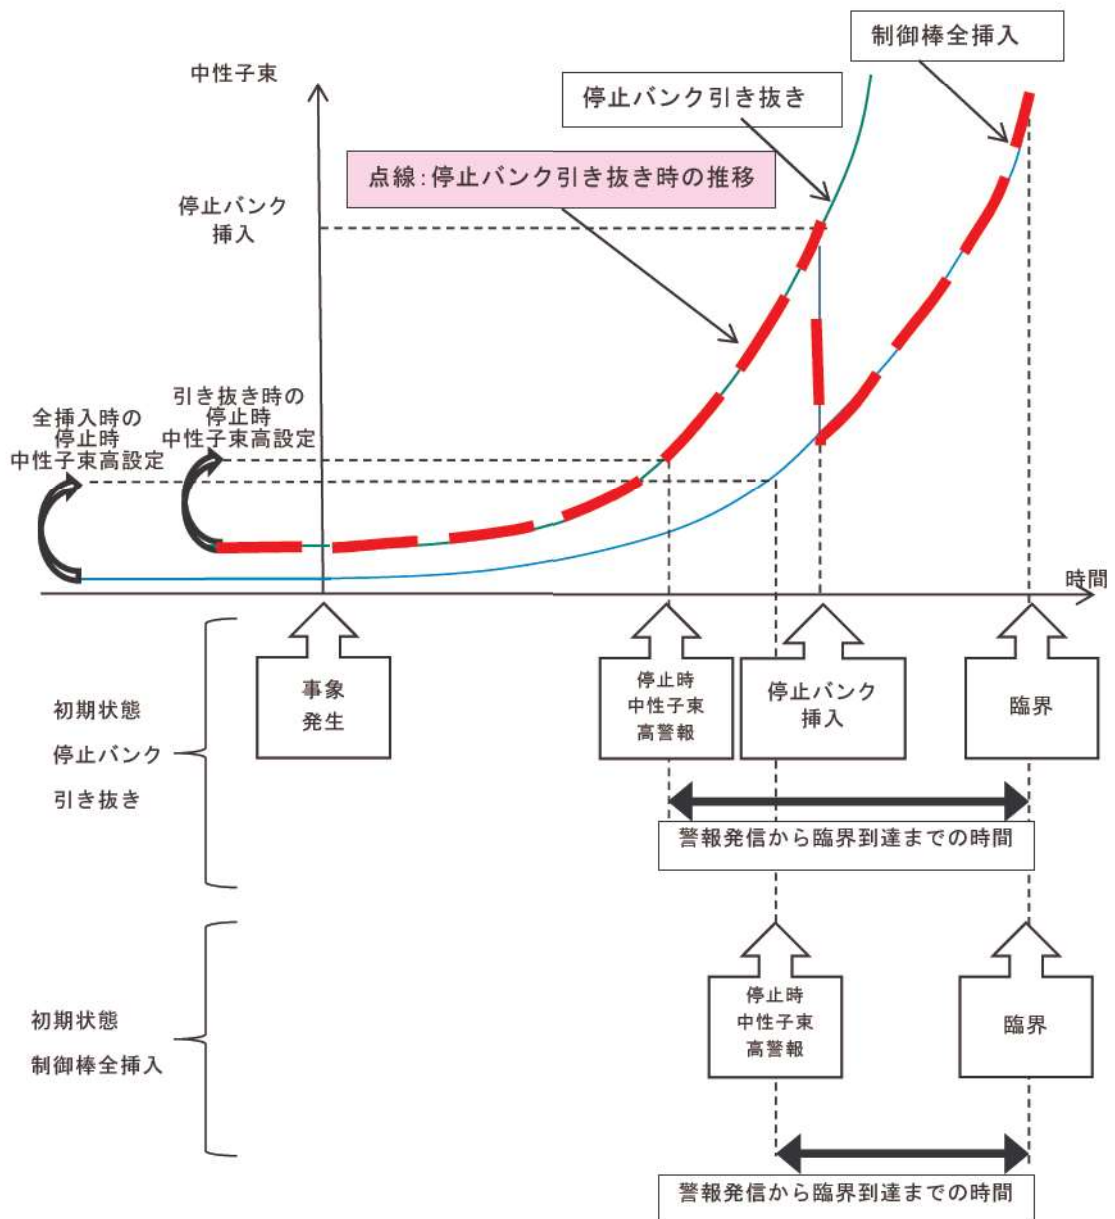 制御棒全挿入
中性子束
停止バンク引き抜き
点線:停止バンク引き抜き時の推移
停止バンク
挿入
引き抜き時の
停止時
中性子束高設定
全挿入時の
停止時
中性子束高設定
時間
初期状態
停止バンク
引き抜き
事象
発生
停止時
中性子束
高警報
停止バンク
挿入
臨界
警報発信から臨界到達までの時間
初期状態
制御棒全挿入
停止時
中性子束
高警報
臨界
警報発信から臨界到達までの時間